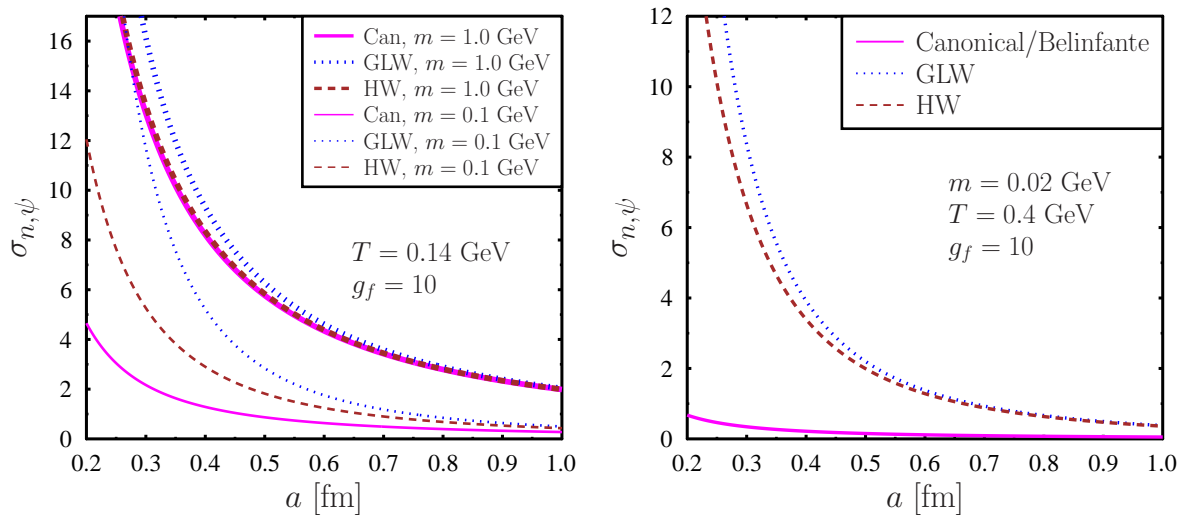 σn,ψ
16
14
12
10
8
6
4
2
0
Can, m = 1.0 GeV
GLW, m = 1.0 GeV
HW, m = 1.0 GeV
Can, m = 0.1 GeV
GLW, m = 0.1 GeV
HW, m = 0.1 GeV
T = 0.14 GeV
gf = 10
0.2 0.3 0.4 0.5 0.6 0.7 0.8 0.9 1.0
a [fm]
σn,ψ
12
10
8
6
4
2
0
Canonical/Belinfante
GLW
HW
m = 0.02 GeV
T = 0.4 GeV
gf = 10
0.2 0.3 0.4 0.5 0.6 0.7 0.8 0.9 1.0
a [fm]